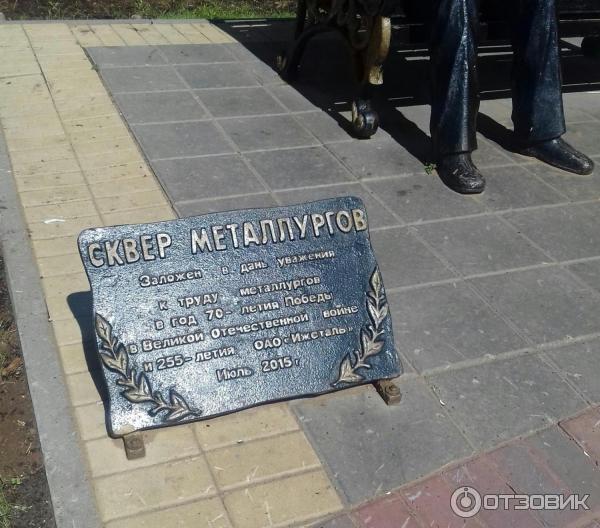 СКВЕР МЕТАЛЛУРГОВ
Заложен в дань уважения
к труду металлургов
в год 70-летия Победы
в Великой Отечественной войне
и 255-летия ОАО «Ижсталь»
Июль 2015 г
ОТЗОВИК